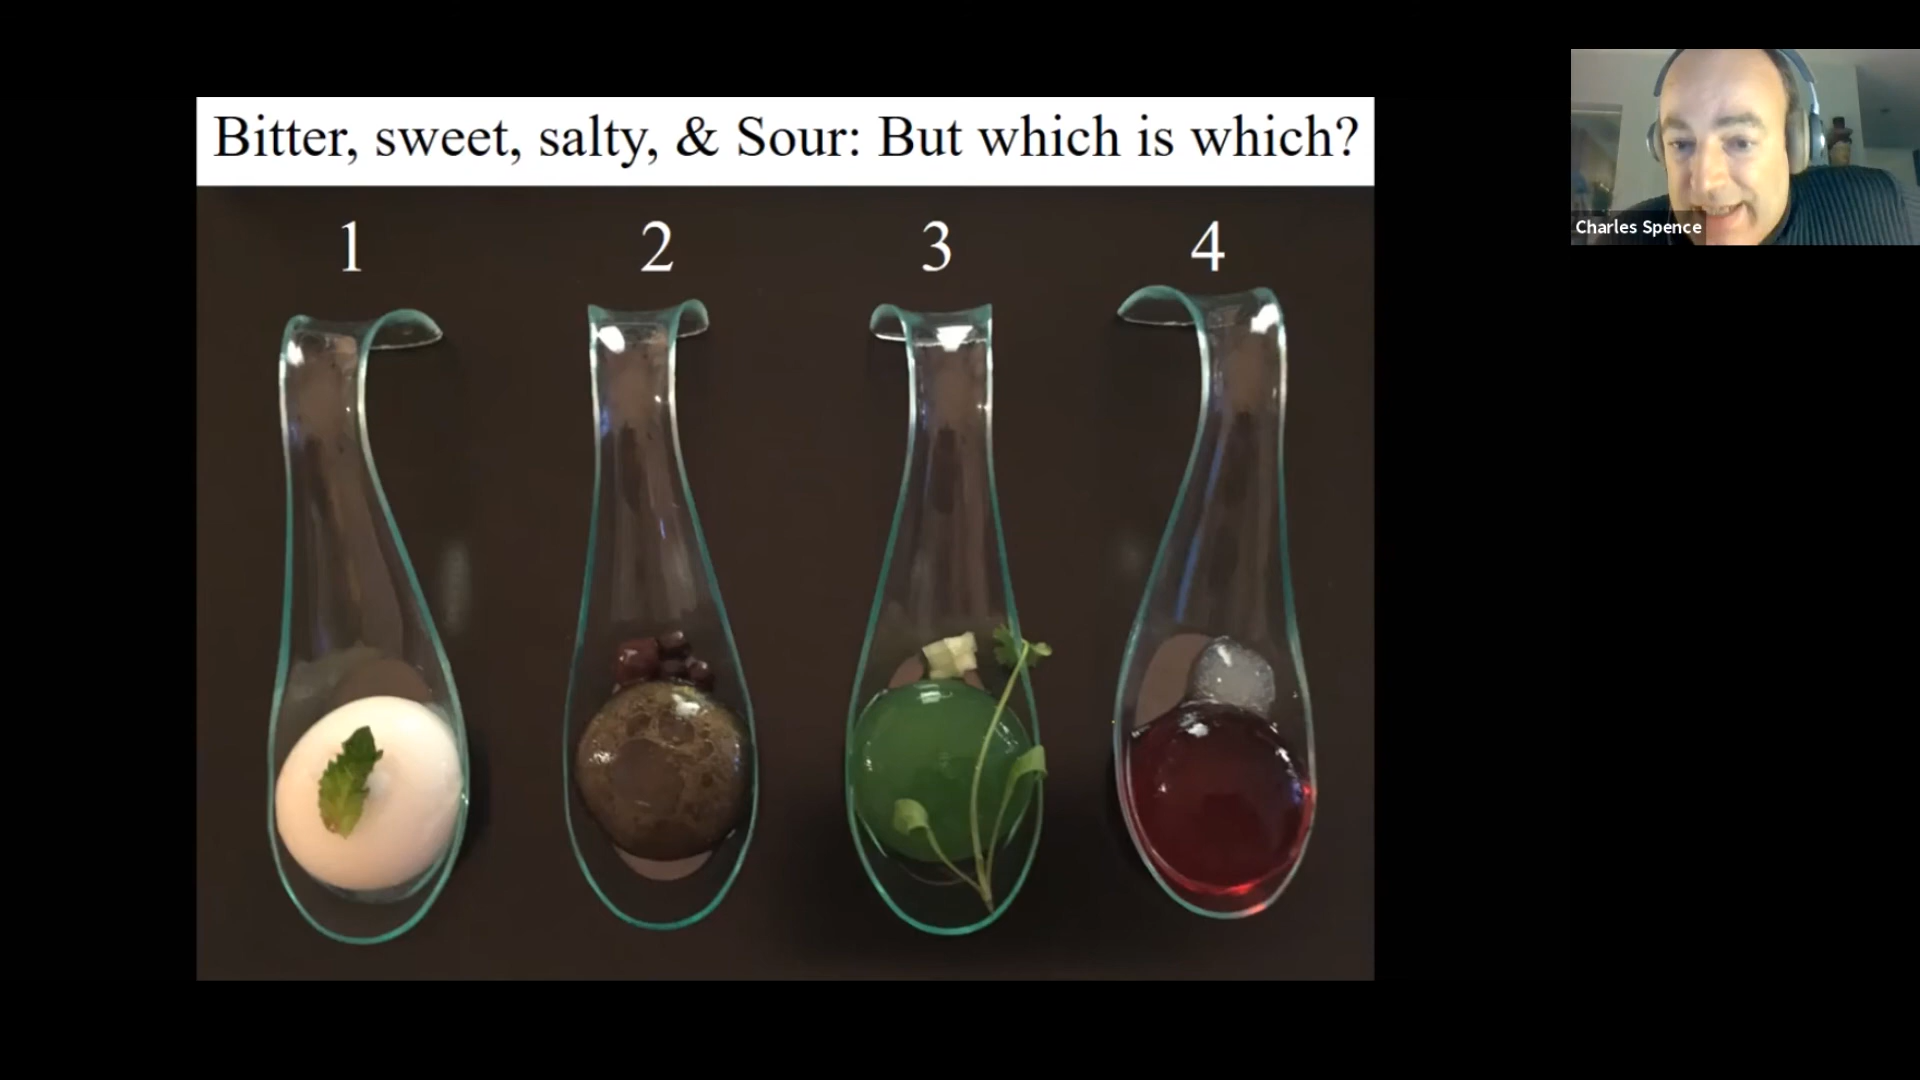 Bitter, sweet, salty, & Sour: But which is which?
1 2 3 4
Charles Spence